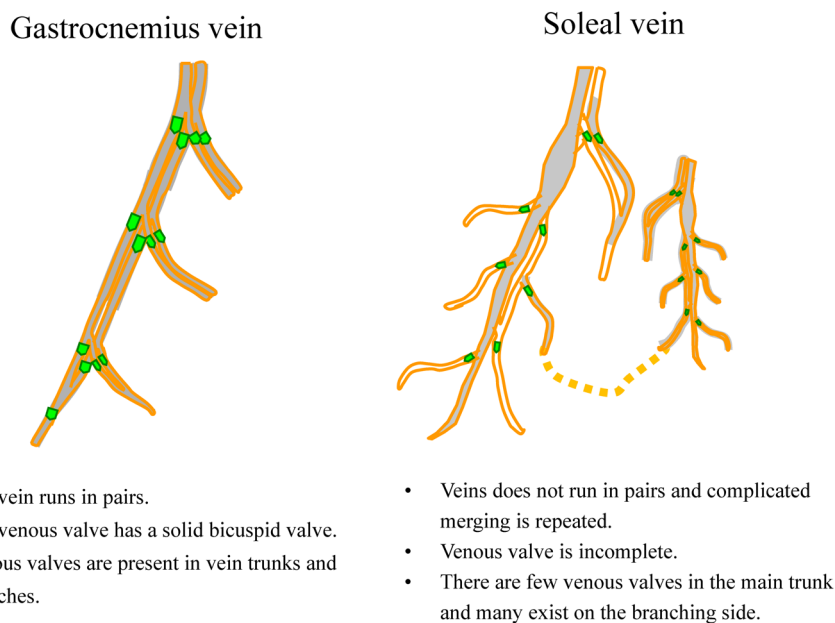 Gastrocnemius vein
Soleal vein
vein runs in pairs.
venous valve has a solid bicuspid valve.
ous valves are present in vein trunks and
ches.
• Veins does not run in pairs and complicated
merging is repeated.
• Venous valve is incomplete.
• There are few venous valves in the main trunk
and many exist on the branching side.